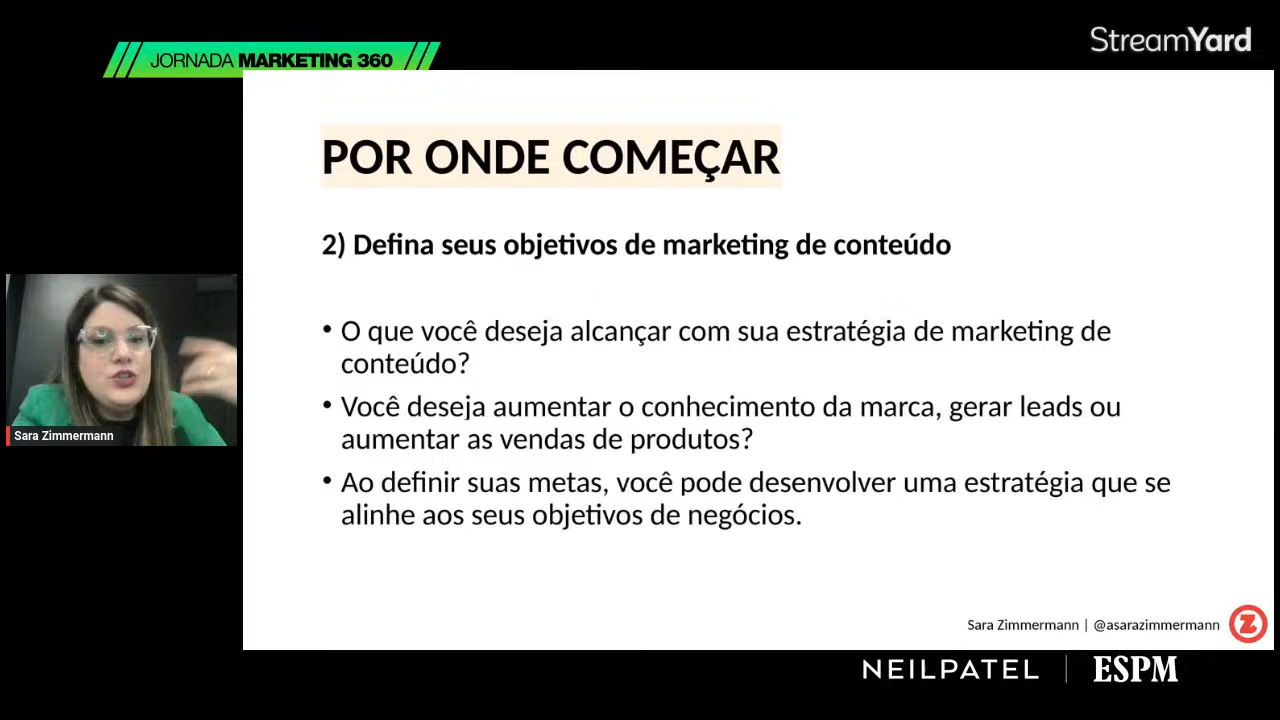 JORNADA MARKETING 360
StreamYard
POR ONDE COMEÇAR
2) Defina seus objetivos de marketing de conteúdo
• O que você deseja alcançar com sua estratégia de marketing de
conteúdo?
• Você deseja aumentar o conhecimento da marca, gerar leads ou
aumentar as vendas de produtos?
• Ao definir suas metas, você pode desenvolver uma estratégia que se
alinhe aos seus objetivos de negócios.
Sara Zimmermann
Sara Zimmermann | @asarazimmermann
Z
NEILPATEL | ESPM